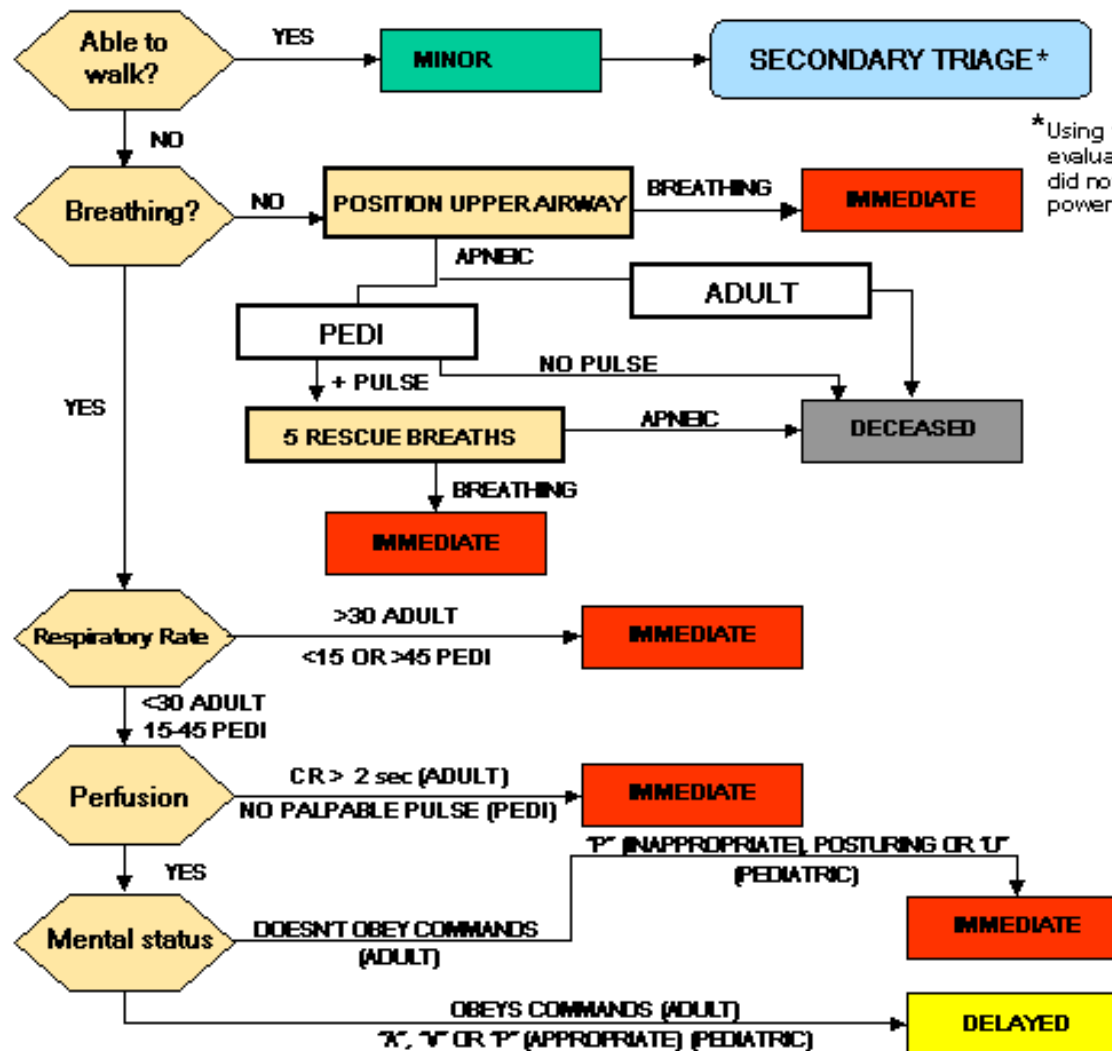 Able to
walk?
YES
MINOR
SECONDARY TRIAGE*
NO
*Using
evalua
did no
power
Breathing?
NO
POSITION UPPER AIRWAY
BREATHING
IMMEDIATE
APNEIC
ADULT
PEDI
NO PULSE
+ PULSE
YES
5 RESCUE BREATHS
APNEIC
DECEASED
BREATHING
IMMEDIATE
Respiratory Rate
>30 ADULT
<15 OR >45 PEDI
IMMEDIATE
<30 ADULT
15-45 PEDI
Perfusion
CR > 2 sec (ADULT)
NO PALPABLE PULSE (PEDI)
IMMEDIATE
YES
"P" (INAPPROPRIATE), POSTURING OR "U"
(PEDIATRIC)
Mental status
DOESN'T OBEY COMMANDS
(ADULT)
IMMEDIATE
OBEYS COMMANDS (ADULT)
"A", "V" OR "P" (APPROPRIATE) (PEDIATRIC)
DELAYED